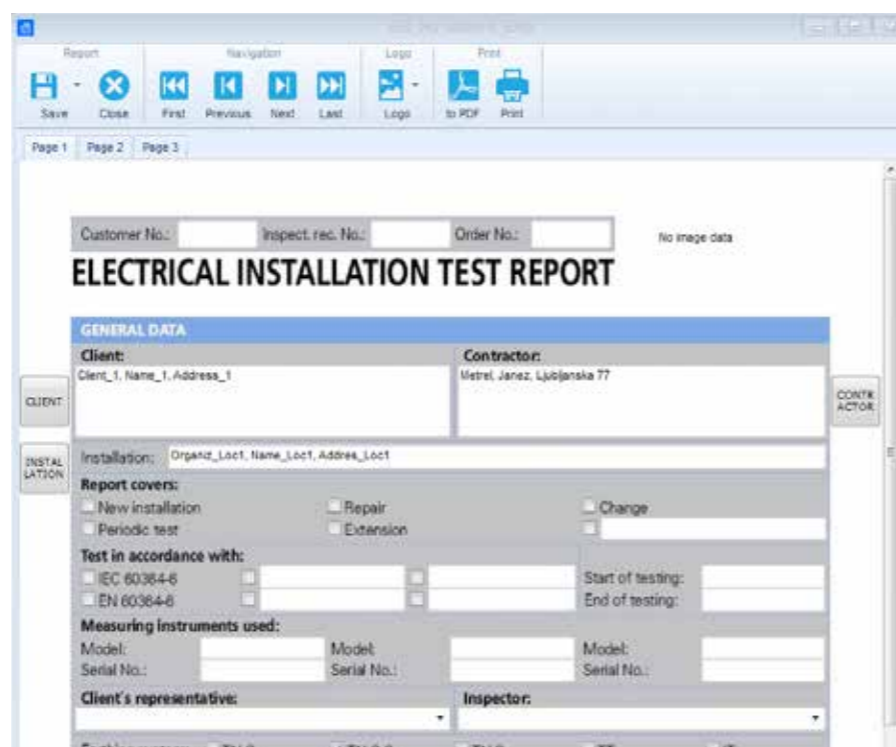 Report Navigation Logo Print
Save Close First Previous Next Last Logo to PDF Print
Page 1 Page 2 Page 3
Customer No.: Inspect. rec. No.: Order No.: No image data
ELECTRICAL INSTALLATION TEST REPORT
GENERAL DATA
Client: Contractor:
Client_1, Name_1, Address_1 Metrel, Janez, Ljubljanska 77
CLIENT
CONTR
ACTOR
INSTAL
LATION
Installation: Organiz_Loc1, Name_Loc1, Addres_Loc1
Report covers:
New installation Repair Change
Periodic test Extension
Test in accordance with:
IEC 60364-6 Start of testing:
EN 60364-6 End of testing:
Measuring instruments used:
Model: Model: Model:
Serial No.: Serial No.: Serial No.:
Client's representative: Inspector: